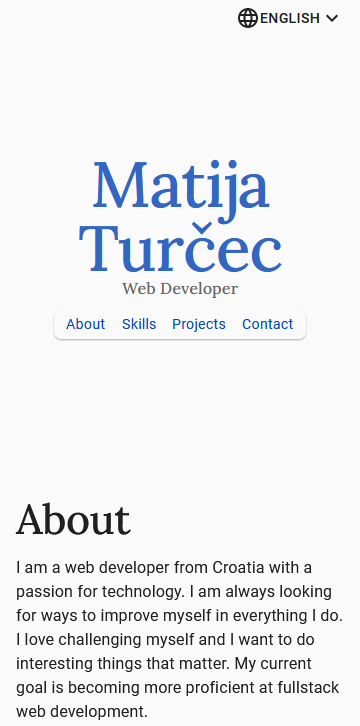 ENGLISH
Matija
Turčec
Web Developer
About Skills Projects Contact
About
I am a web developer from Croatia with a
passion for technology. I am always looking
for ways to improve myself in everything I do.
I love challenging myself and I want to do
interesting things that matter. My current
goal is becoming more proficient at fullstack
web development.